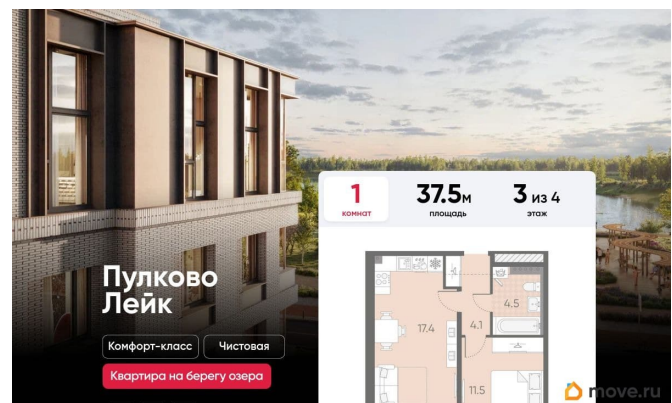 1
комнат
37.5м
площадь
3 из 4
этаж
Пулково
Лейк
Комфорт-класс
Чистовая
Квартира на берегу озера
17.4
4.1
4.5
11.5
move.ru